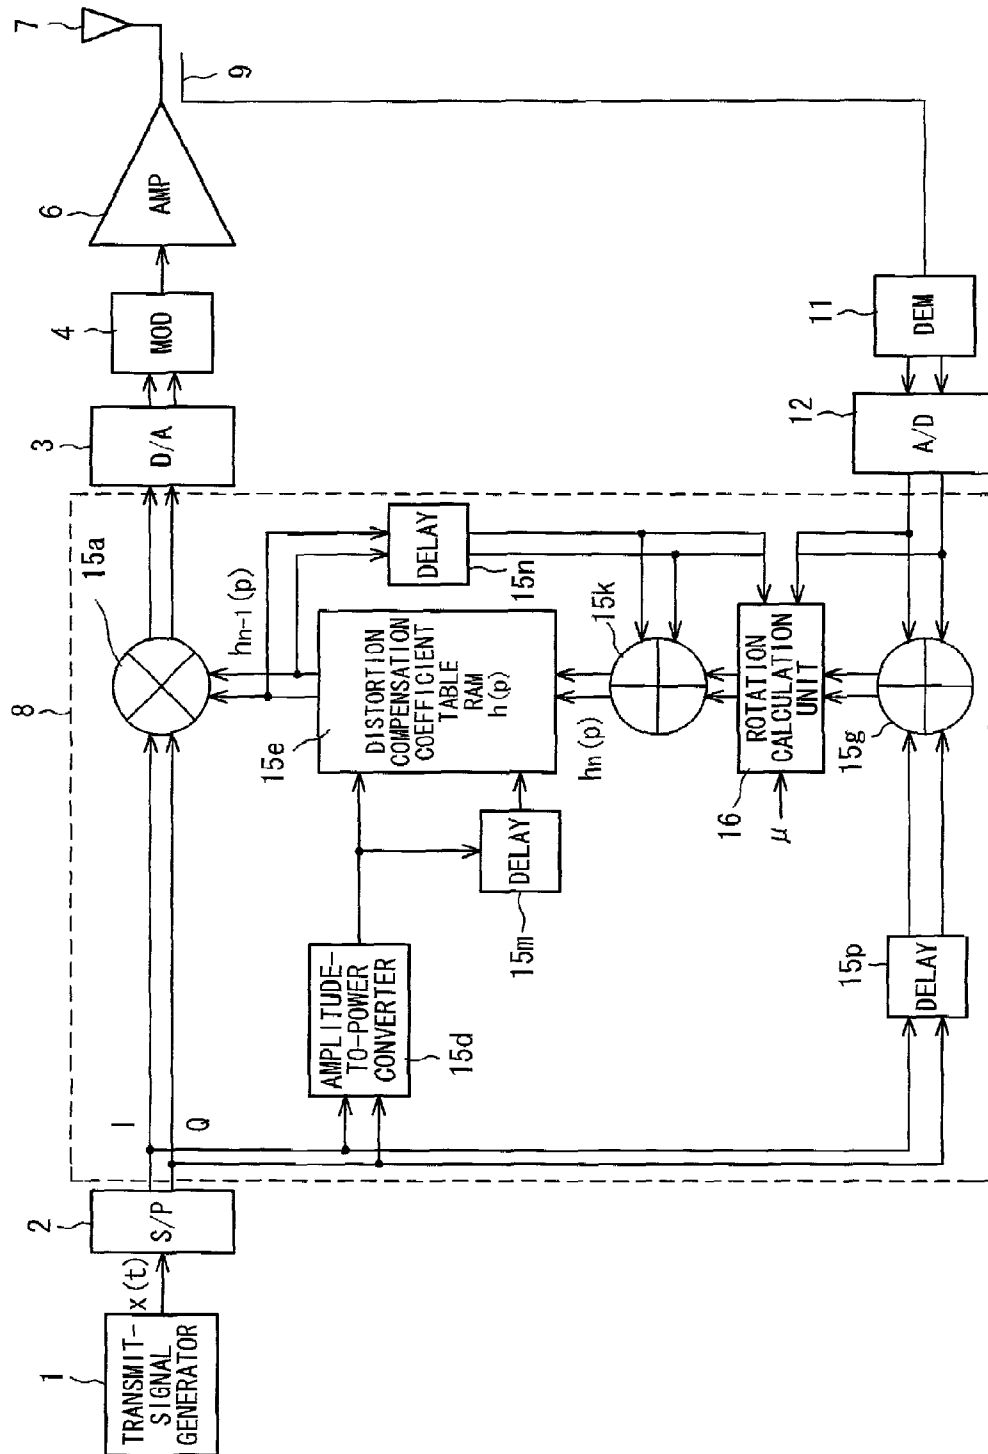 1
TRANSMIT-
SIGNAL
GENERATOR
x(t)
2
S/P
I
Q
8
15a
3
D/A
4
MOD
6
AMP
7
9
AMPLITUDE-
TO-POWER
CONVERTER
15d
DELAY
15m
15e
DISTORTION
COMPENSATION
COEFFICIENT
TABLE
RAM
h(p)
hn-1(p)
DELAY
15n
hn(p)
15k
16
μ
ROTATION
CALCULATION
UNIT
15p
DELAY
15g
12
A/D
11
DEM